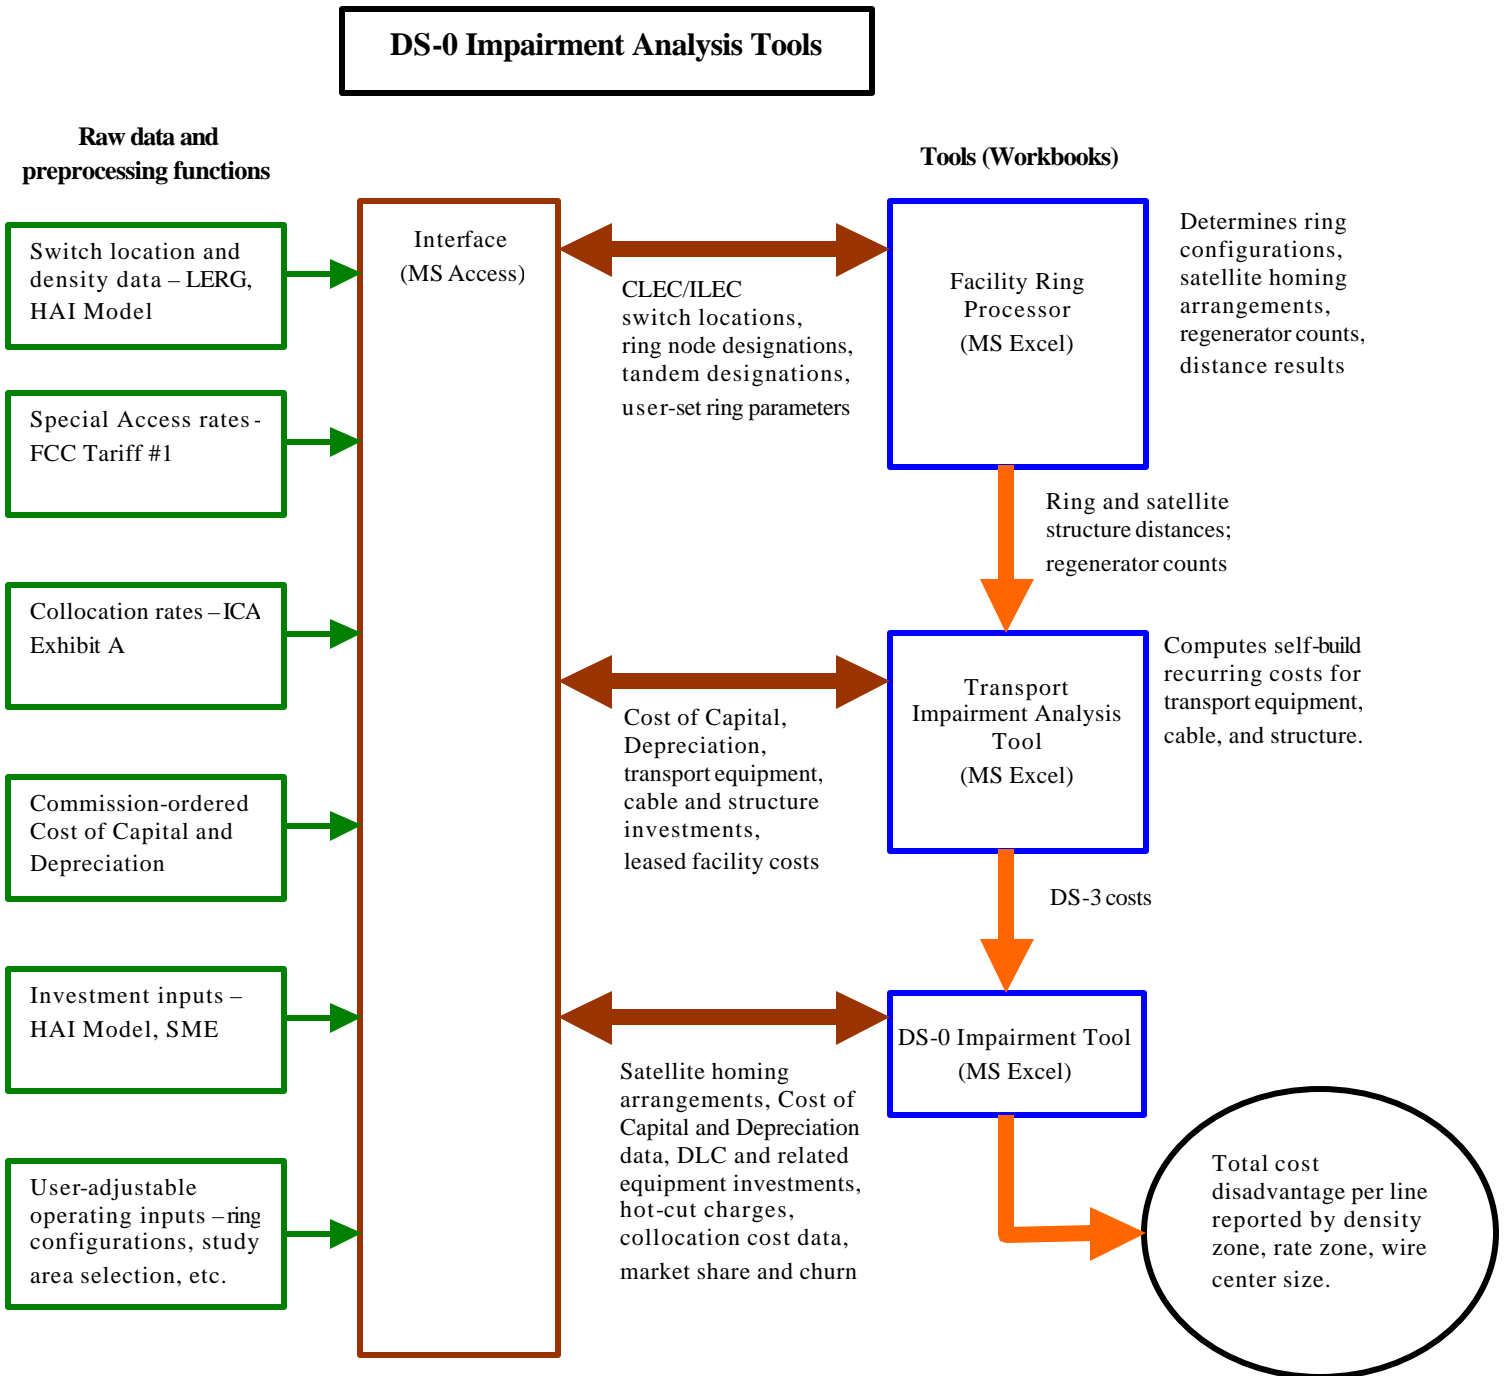 DS-0 Impairment Analysis Tools
Raw data and
preprocessing functions
Tools (Workbooks)
Switch location and
density data – LERG,
HAI Model
Special Access rates -
FCC Tariff #1
Collocation rates – ICA
Exhibit A
Commission-ordered
Cost of Capital and
Depreciation
Investment inputs –
HAI Model, SME
User-adjustable
operating inputs – ring
configurations, study
area selection, etc.
Interface
(MS Access)
CLEC/ILEC
switch locations,
ring node designations,
tandem designations,
user-set ring parameters
Cost of Capital,
Depreciation,
transport equipment,
cable and structure
investments,
leased facility costs
Satellite homing
arrangements, Cost of
Capital and Depreciation
data, DLC and related
equipment investments,
hot-cut charges,
collocation cost data,
market share and churn
Facility Ring
Processor
(MS Excel)
Determines ring
configurations,
satellite homing
arrangements,
regenerator counts,
distance results
Ring and satellite
structure distances;
regenerator counts
Transport
Impairment Analysis
Tool
(MS Excel)
Computes self-build
recurring costs for
transport equipment,
cable, and structure.
DS-3 costs
DS-0 Impairment Tool
(MS Excel)
Total cost
disadvantage per line
reported by density
zone, rate zone, wire
center size.